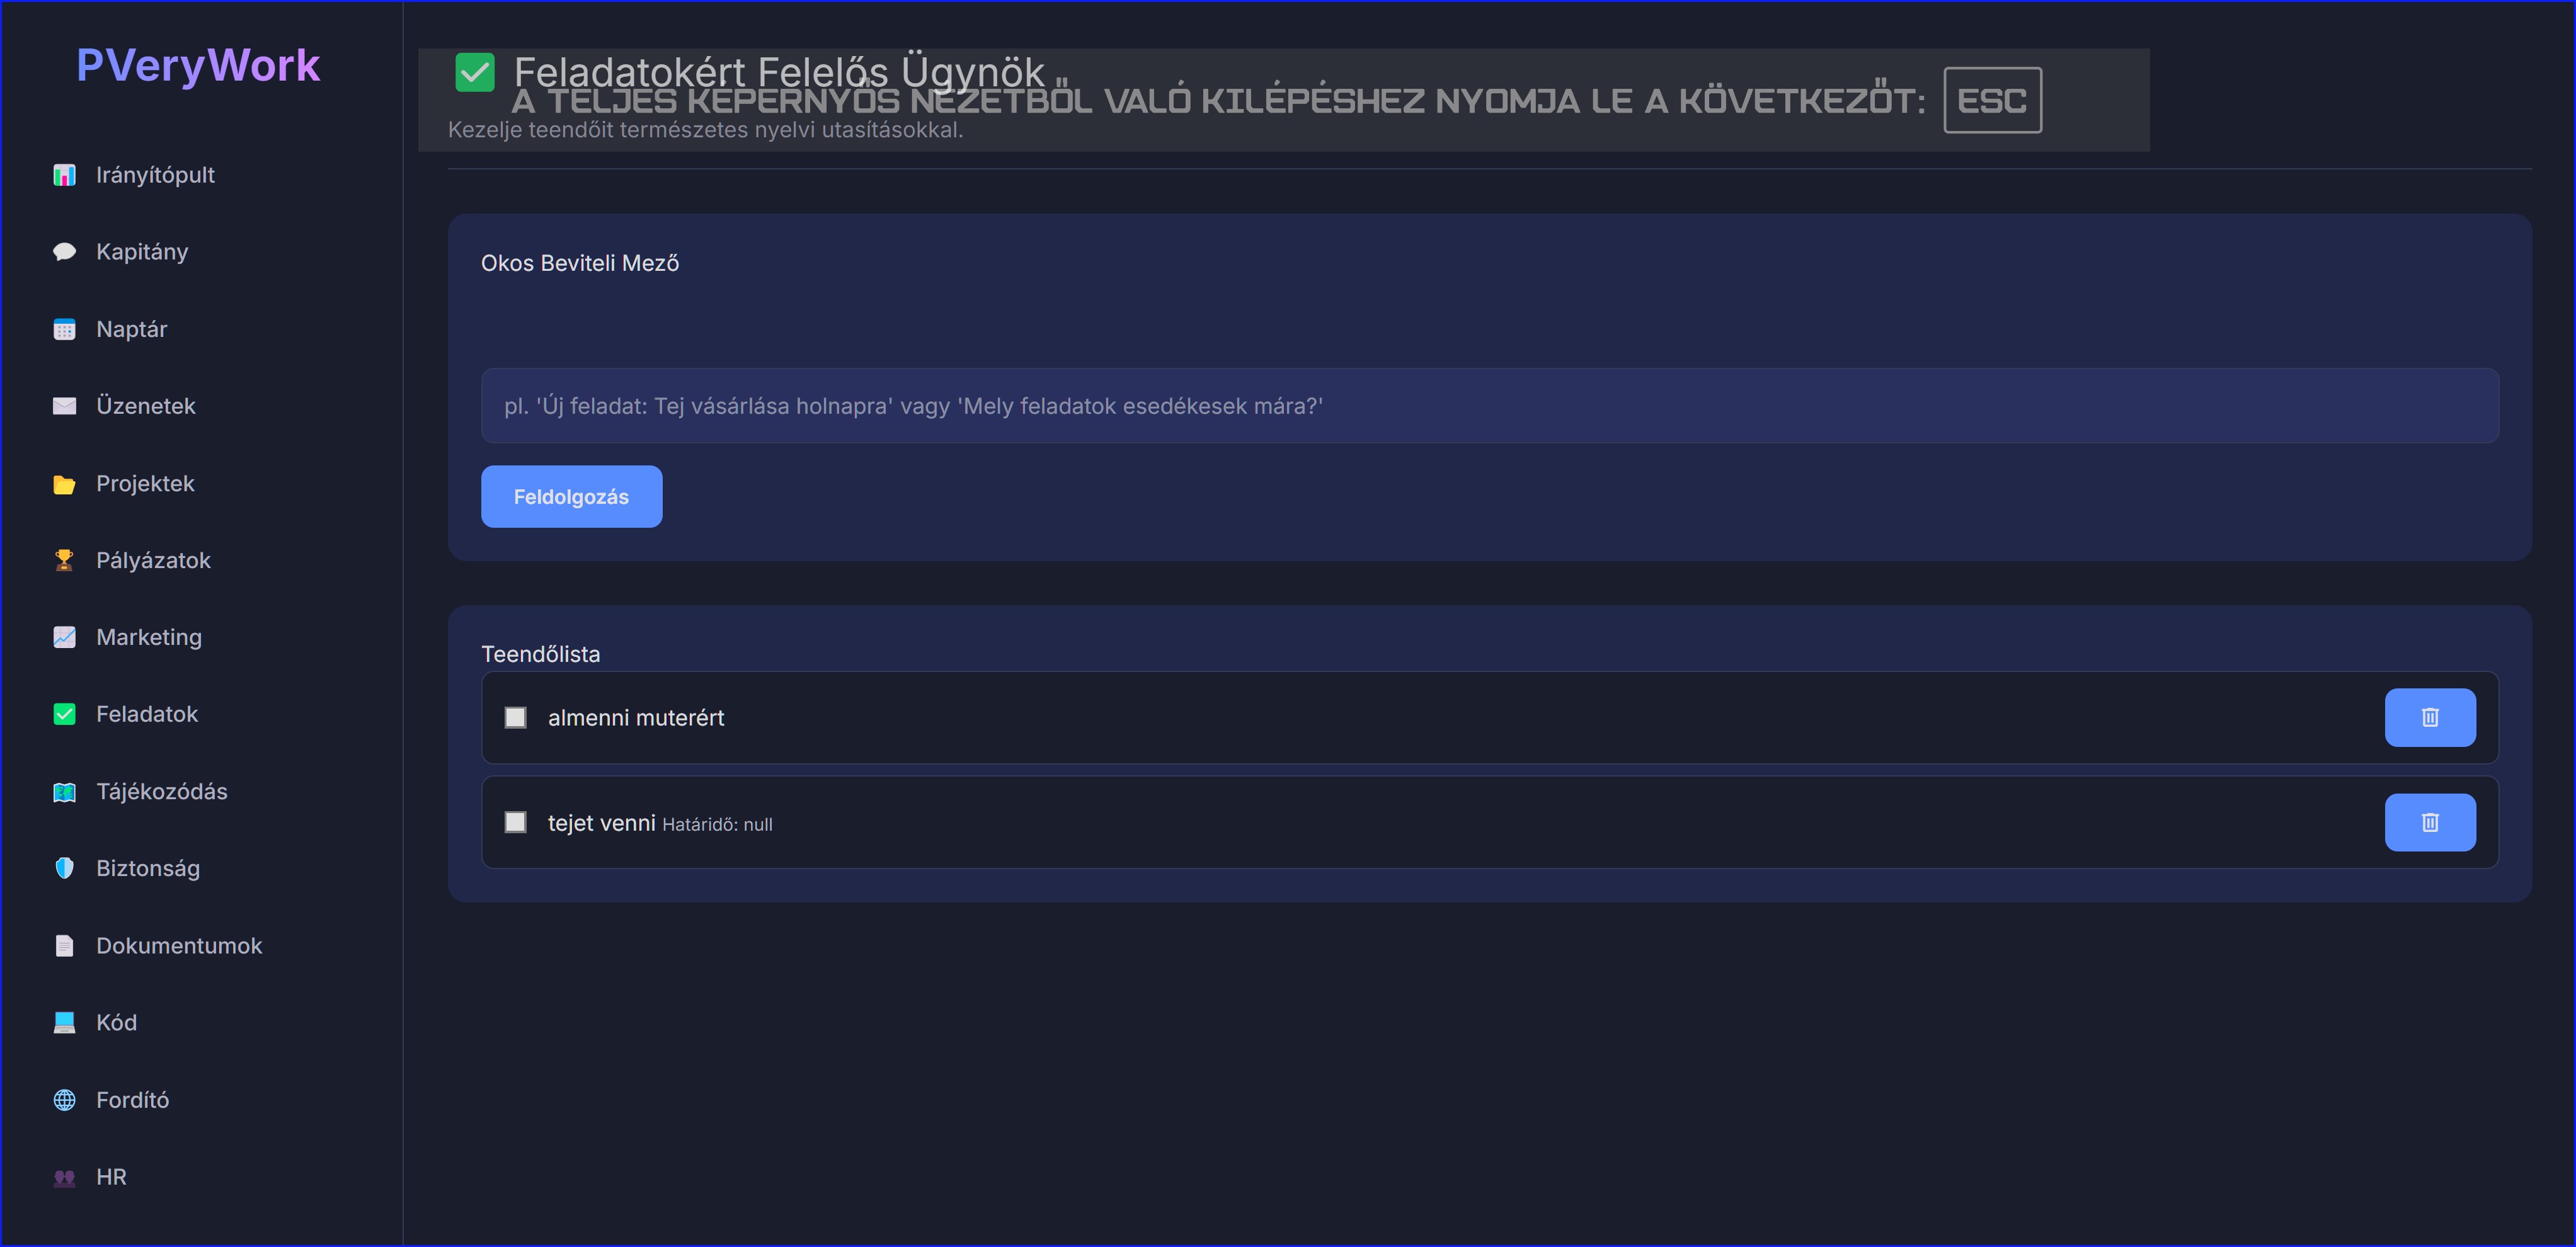 PVeryWork
Irányítópult
Kapitány
Naptár
Üzenetek
Projektek
Pályázatok
Marketing
Feladatok
Tájékozódás
Biztonság
Dokumentumok
Kód
Fordító
HR
Feladatokért Felelős Ügynök
A TELJES KÉPERNYŐS NÉZETBŐL VALÓ KILÉPÉSHEZ NYOMJA LE A KÖVETKEZŐT: ESC
Kezelje teendőit természetes nyelvi utasításokkal.
Okos Beviteli Mező
pl. 'Új feladat: Tej vásárlása holnapra' vagy 'Mely feladatok esedékesek mára?'
Feldolgozás
Teendőlista
almenni muterért
tejet venni Határidő: null